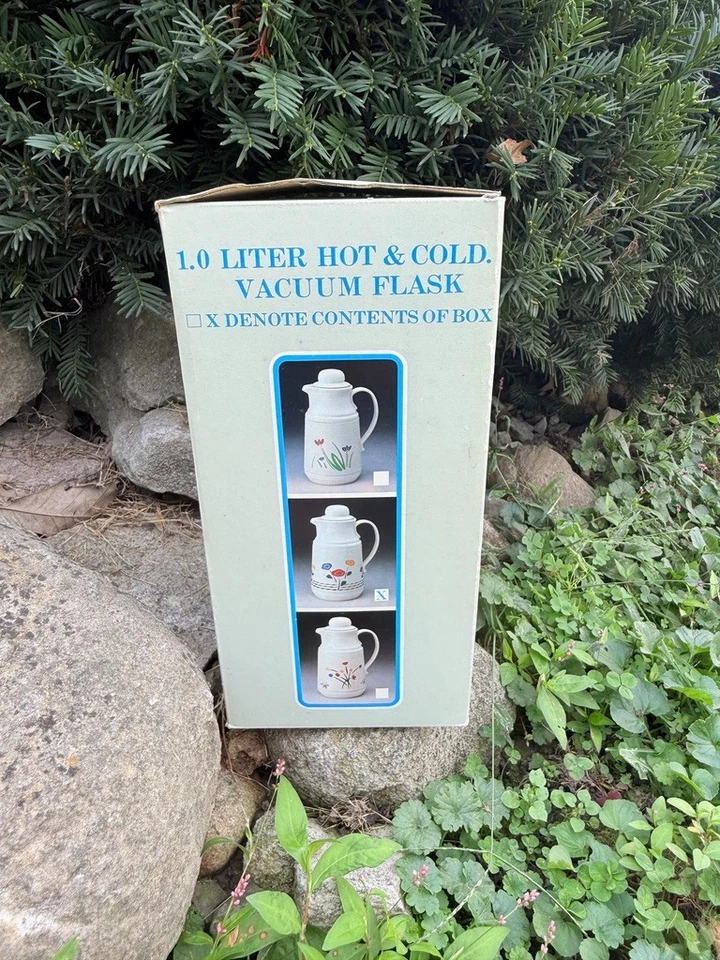 1.0 LITER HOT & COLD.
VACUUM FLASK
☐ X DENOTE CONTENTS OF BOX
X